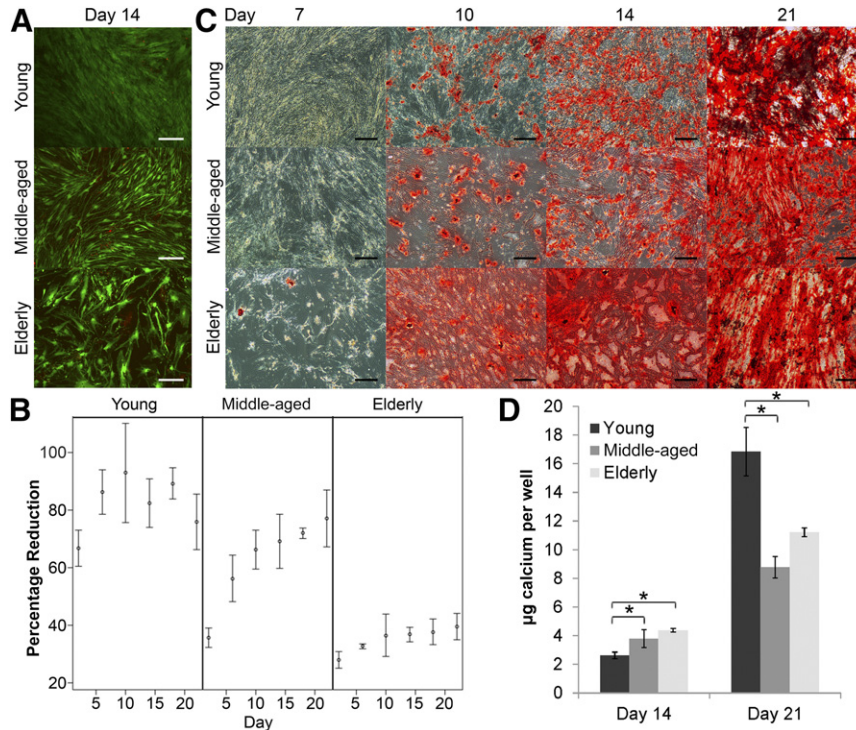 A Day 14
Young
Middle-aged
Elderly
C Day 7 10 14 21
Young
Middle-aged
Elderly
B Young Middle-aged Elderly
Percentage Reduction
100
80
60
40
20
5 10 15 20 5 10 15 20 5 10 15 20
Day
D
µg calcium per well
20
18
16
14
12
10
8
6
4
2
0
Young
Middle-aged
Elderly
* *
* *
Day 14 Day 21